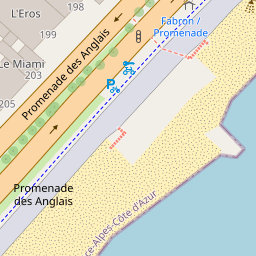 L'Eros
198
199
Fabron /
Promenade
Le Miami
203
205
Promenade des Anglais
P
Promenade
des Anglais
ce-Alpes-Côte d'Azur